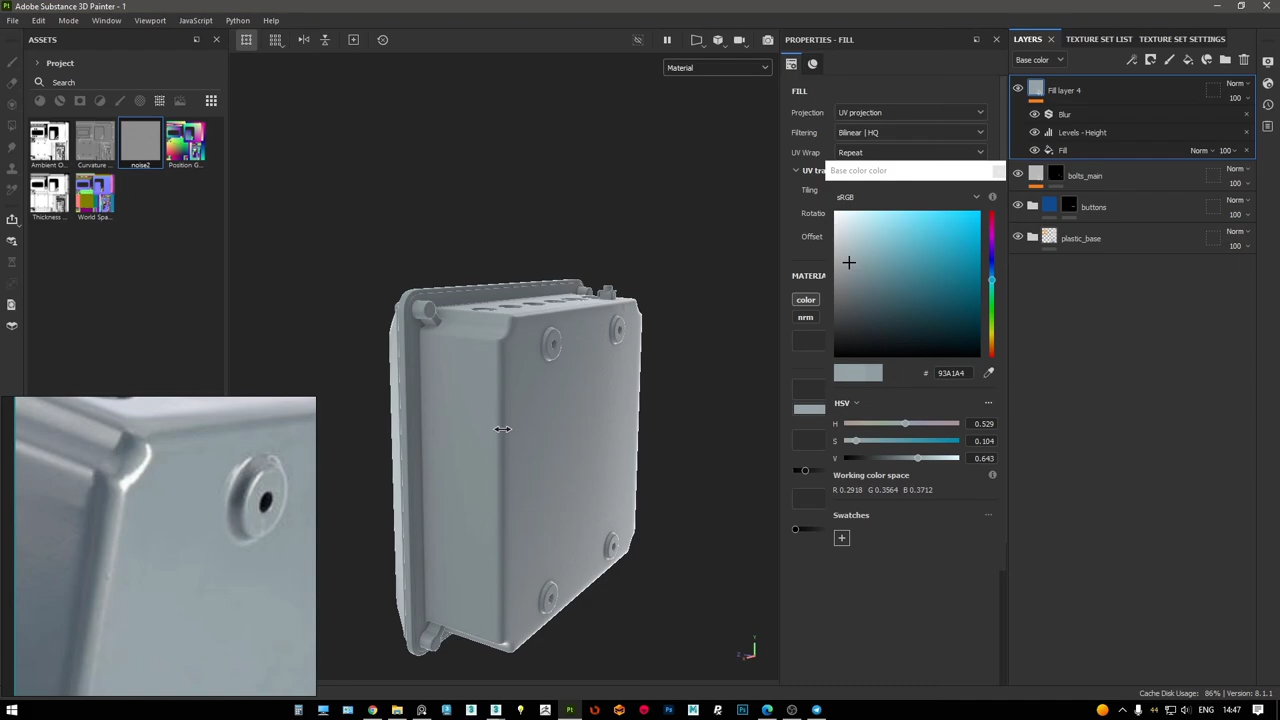 Adobe Substance 3D Painter - 1
File Edit Mode Window Viewport JavaScript Python Help
ASSETS
Project
Search
Ambient O...
Curvature ...
noise2
Position G...
Thickness ...
World Spa...
Material
PROPERTIES - FILL
FILL
Projection UV projection
Filtering Bilinear | HQ
UV Wrap Repeat
UV tra
Tiling
Rotatio
Offset
MATERIA
color
nrm
Base color color
sRGB
# 93A1A4
HSV
H 0.529
S 0.104
V 0.643
Working color space
R 0.2918 G 0.3564 B 0.3712
Swatches
LAYERS TEXTURE SET LIST TEXTURE SET SETTINGS
Base color
Fill layer 4 Norm 100
Blur
Levels - Height
Fill Norm 100
bolts_main Norm 100
buttons Norm 100
plastic_base Norm 100
Cache Disk Usage: 86% | Version: 8.1.1
44
ENG
14:47